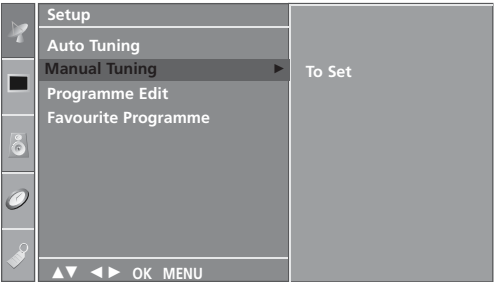 Setup
Auto Tuning
Manual Tuning ►
To Set
Programme Edit
Favourite Programme
▲▼ ◄► OK MENU